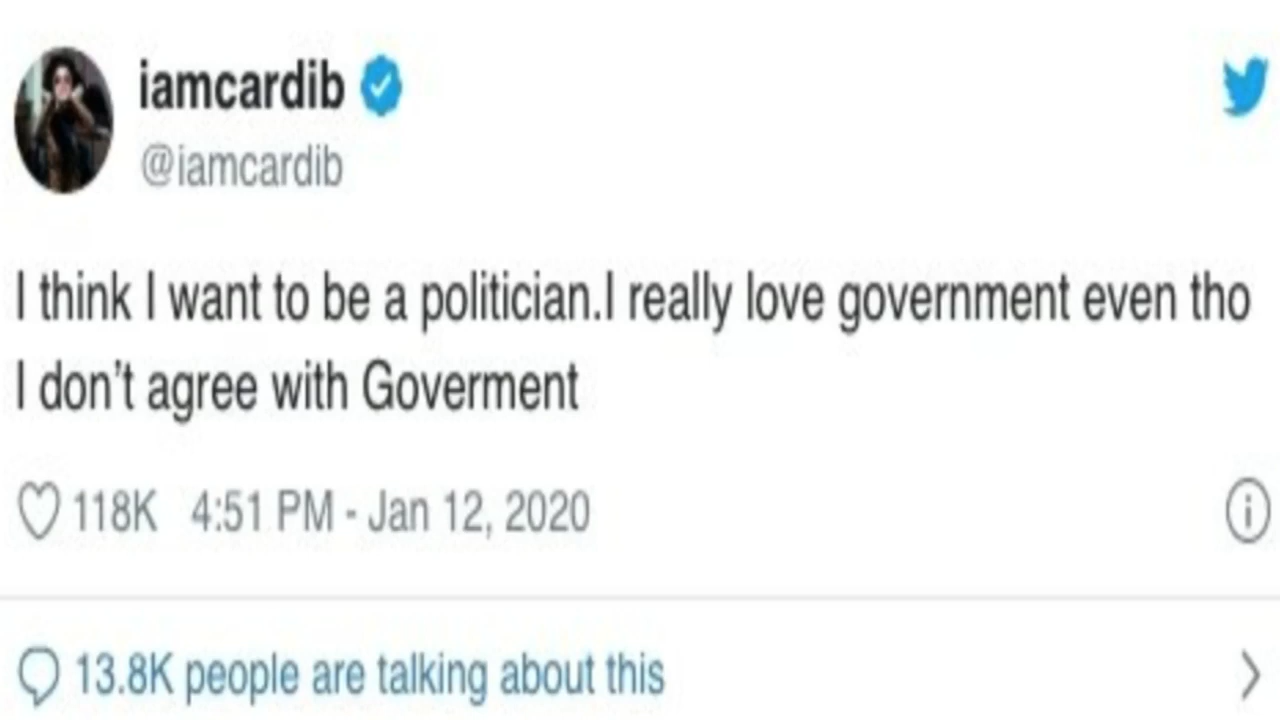 iamcardib
@iamcardib
I think I want to be a politician.I really love government even tho
I don’t agree with Goverment
118K 4:51 PM - Jan 12, 2020
13.8K people are talking about this